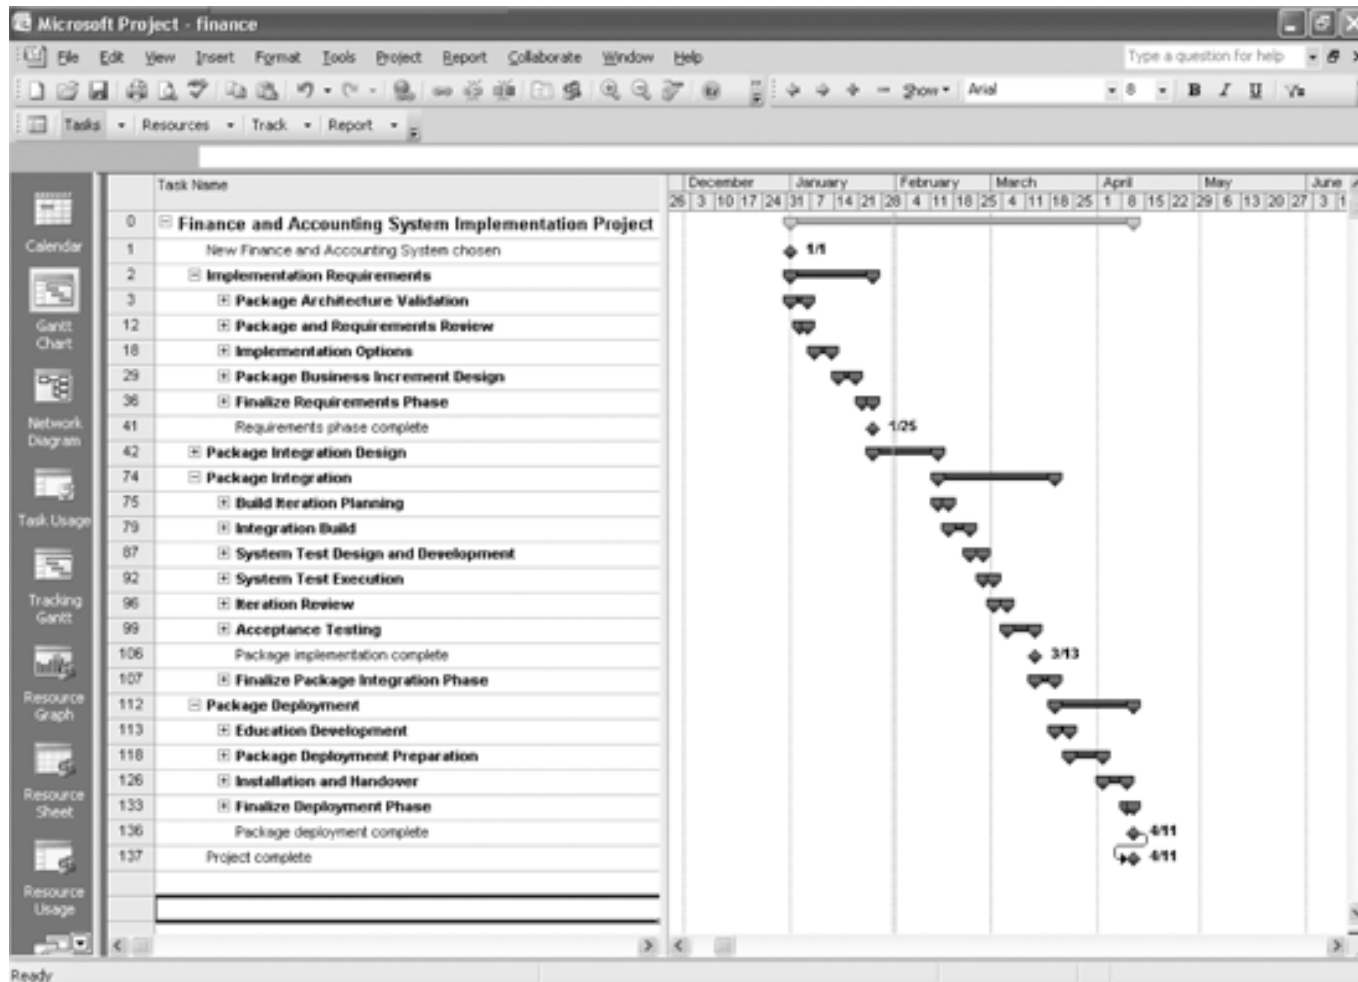 Microsoft Project - finance
File Edit View Insert Format Tools Project Report Collaborate Window Help Type a question for help
Show Arial 8 B I U
Tasks Resources Track Report
Task Name December January February March April May June
26 3 10 17 24 31 7 14 21 28 4 11 18 25 4 11 18 25 1 8 15 22 29 6 13 20 27 3 1
0 Finance and Accounting System Implementation Project
1 New Finance and Accounting System chosen 1/1
2 Implementation Requirements
3 Package Architecture Validation
12 Package and Requirements Review
18 Implementation Options
29 Package Business Increment Design
36 Finalize Requirements Phase
41 Requirements phase complete 1/25
42 Package Integration Design
74 Package Integration
75 Build Iteration Planning
79 Integration Build
87 System Test Design and Development
92 System Test Execution
96 Iteration Review
99 Acceptance Testing
106 Package implementation complete 3/13
107 Finalize Package Integration Phase
112 Package Deployment
113 Education Development
118 Package Deployment Preparation
126 Installation and Handover
133 Finalize Deployment Phase
136 Package deployment complete 4/11
137 Project complete 4/11
Calendar
Gantt
Chart
Network
Diagram
Task Usage
Tracking
Gantt
Resource
Graph
Resource
Sheet
Resource
Usage
Ready